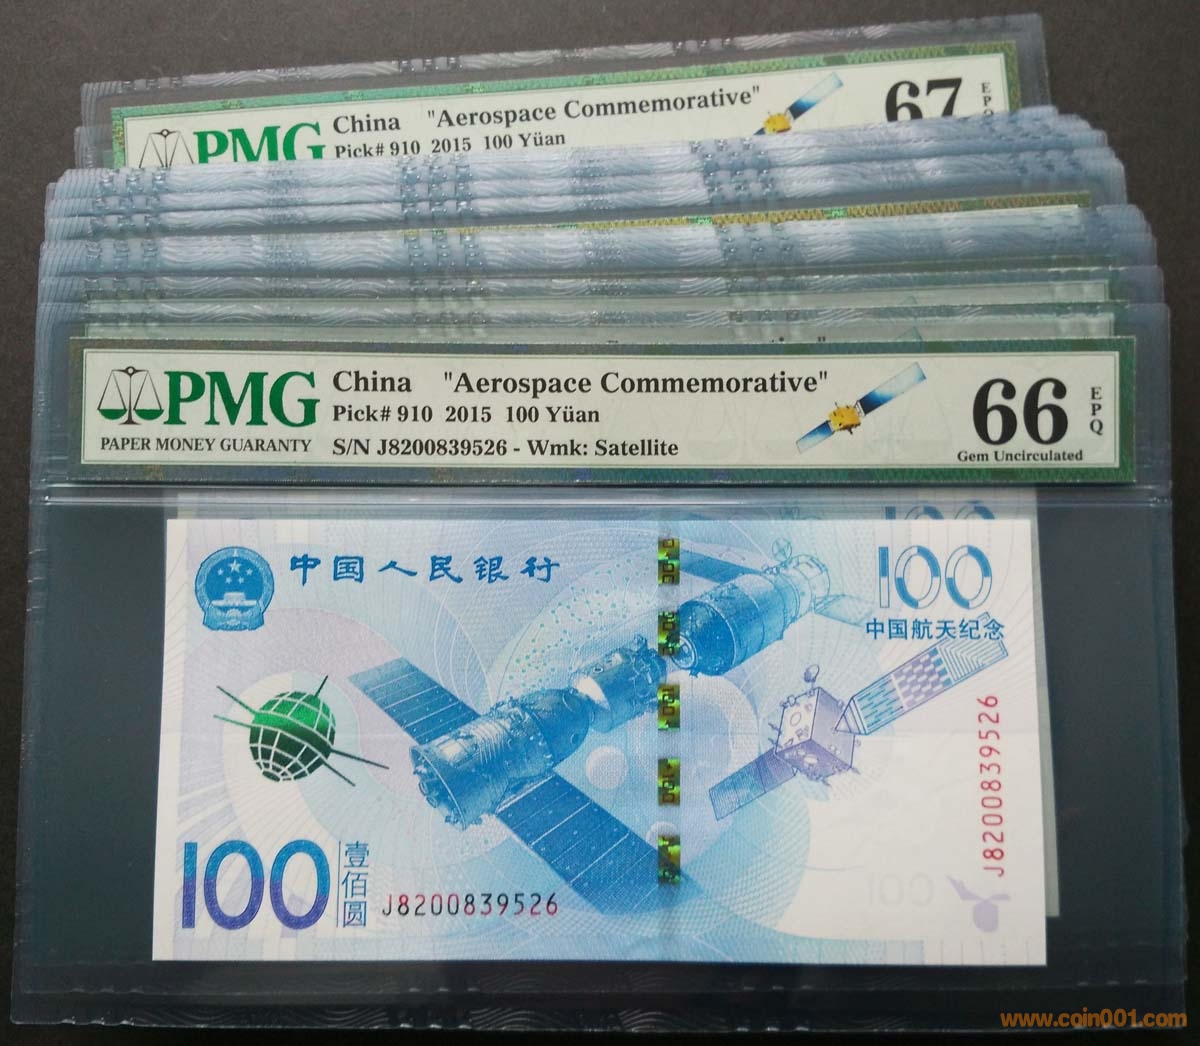 PMG
China "Aerospace Commemorative"
Pick# 910 2015 100 Yüan
67
EPQ
PMG
PAPER MONEY GUARANTY
China "Aerospace Commemorative"
Pick# 910 2015 100 Yüan
S/N J8200839526 - Wmk: Satellite
66
EPQ
Gem Uncirculated
中国人民银行
100
中国航天纪念
100
壹佰圆
J8200839526
J8200839526
www.coin001.com